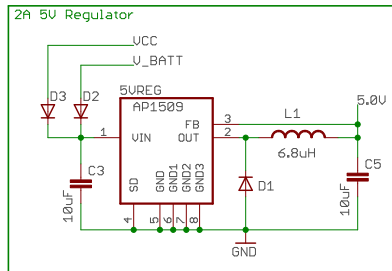 2A 5V Regulator
VCC
V_BATT
D3 D2
5VREG
AP1509
5.0V
L1
1 VIN FB 3
OUT 2
6.8uH
C3
10uF
SD
GND
GND1
GND2
GND3
D1
C5
10uF
4 5 6 7 8
GND